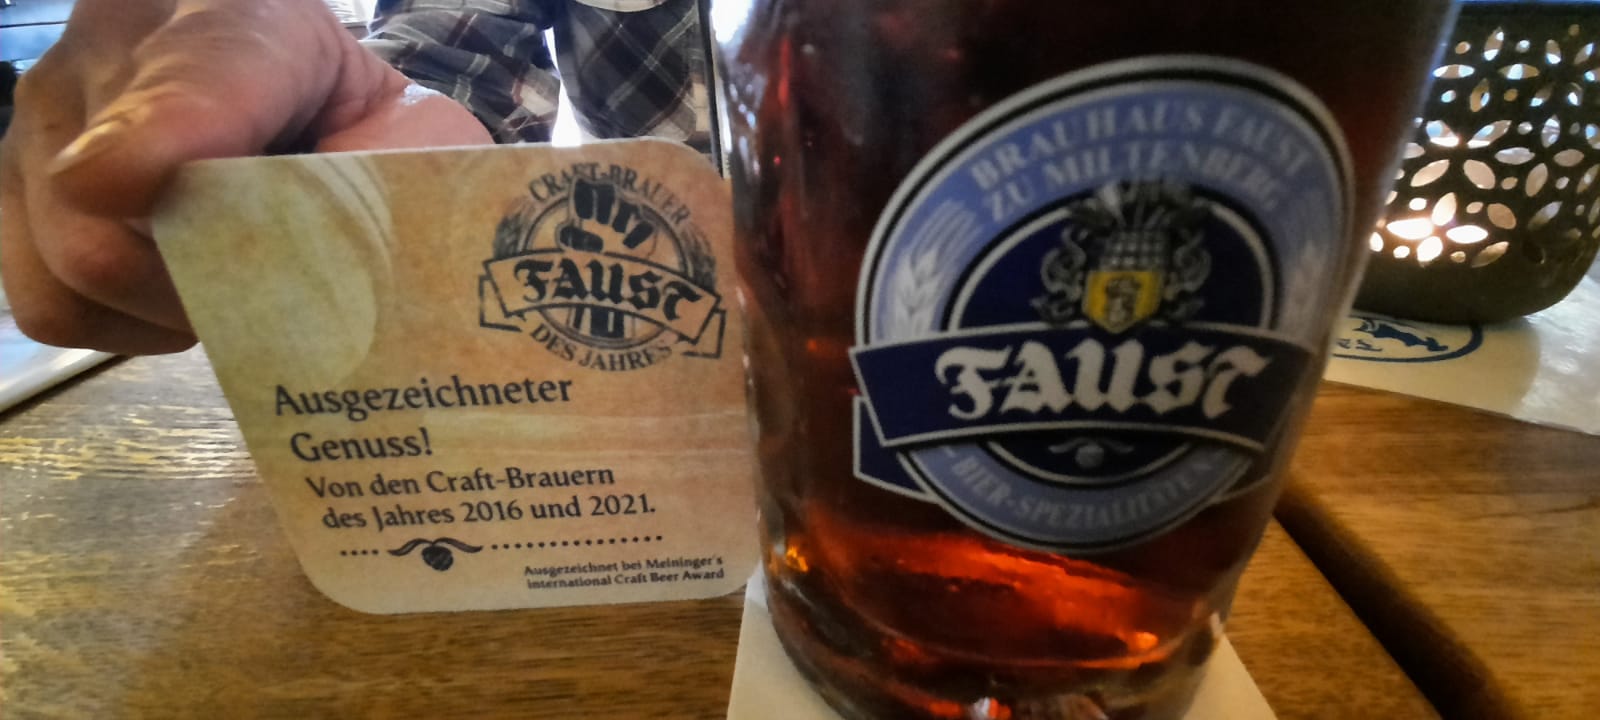 CRAFT-BRAUER
FAUST
DES JAHRES
Ausgezeichneter
Genuss!
Von den Craft-Brauern
des Jahres 2016 und 2021.
Ausgezeichnet bei Meininger's
International Craft Beer Award
BRAUHAUS FAUST
ZU MILTENBERG
FAUST
BIER-SPEZIALITÄTEN